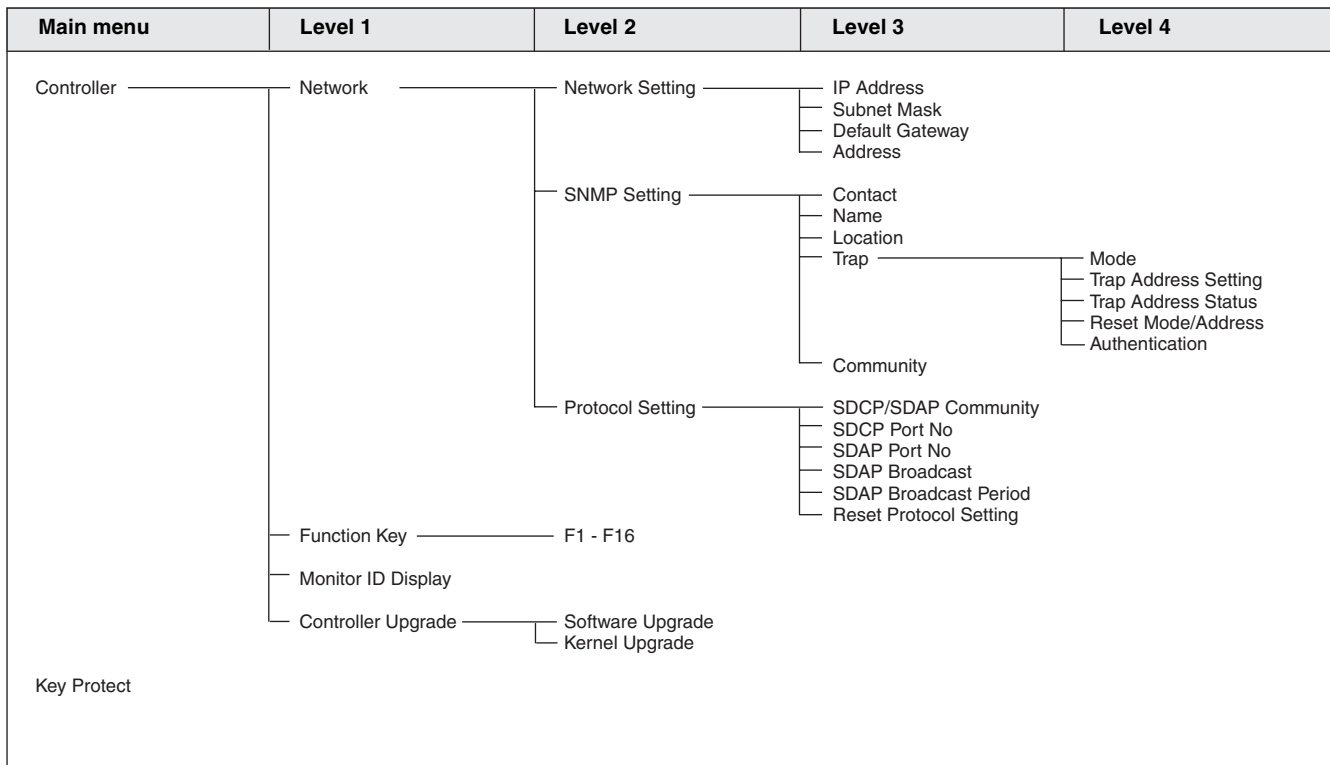 Main menu Level 1 Level 2 Level 3 Level 4
Controller Network Network Setting IP Address
Subnet Mask
Default Gateway
Address
SNMP Setting Contact
Name
Location
Trap Mode
Trap Address Setting
Trap Address Status
Reset Mode/Address
Authentication
Community
Protocol Setting SDCP/SDAP Community
SDCP Port No
SDAP Port No
SDAP Broadcast
SDAP Broadcast Period
Reset Protocol Setting
Function Key F1 - F16
Monitor ID Display
Controller Upgrade Software Upgrade
Kernel Upgrade
Key Protect